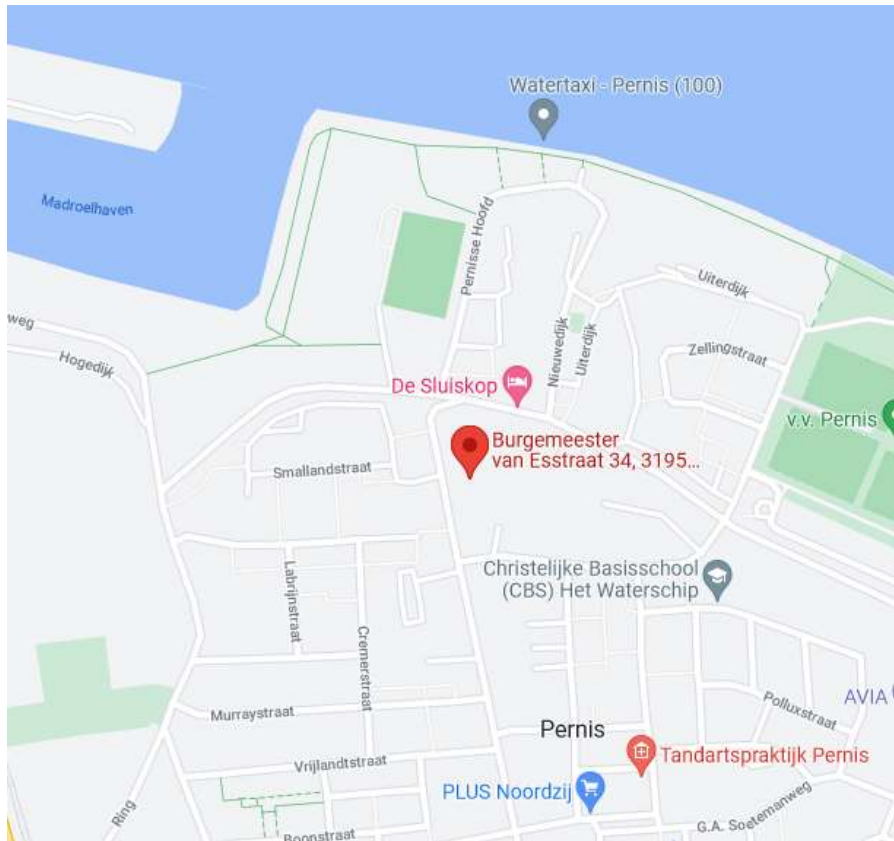 Watertaxi - Pernis (100)
Madroelhaven
Pernisse Hoofd
Uiterdijk
weg
Hogedijk
Nieuwedijk
Uiterdijk
Zellingstraat
De Sluiskop
v.v. Pernis
Burgemeester
van Esstraat 34, 3195...
Smallandstraat
Christelijke Basisschool
(CBS) Het Waterschip
Labrijnstraat
Cremerstraat
AVIA
Polluxstraat
Murraystraat
Pernis
Tandartspraktijk Pernis
Vrijlandtstraat
PLUS Noordzij
Ring
G.A. Soetemanweg
Boonstraat